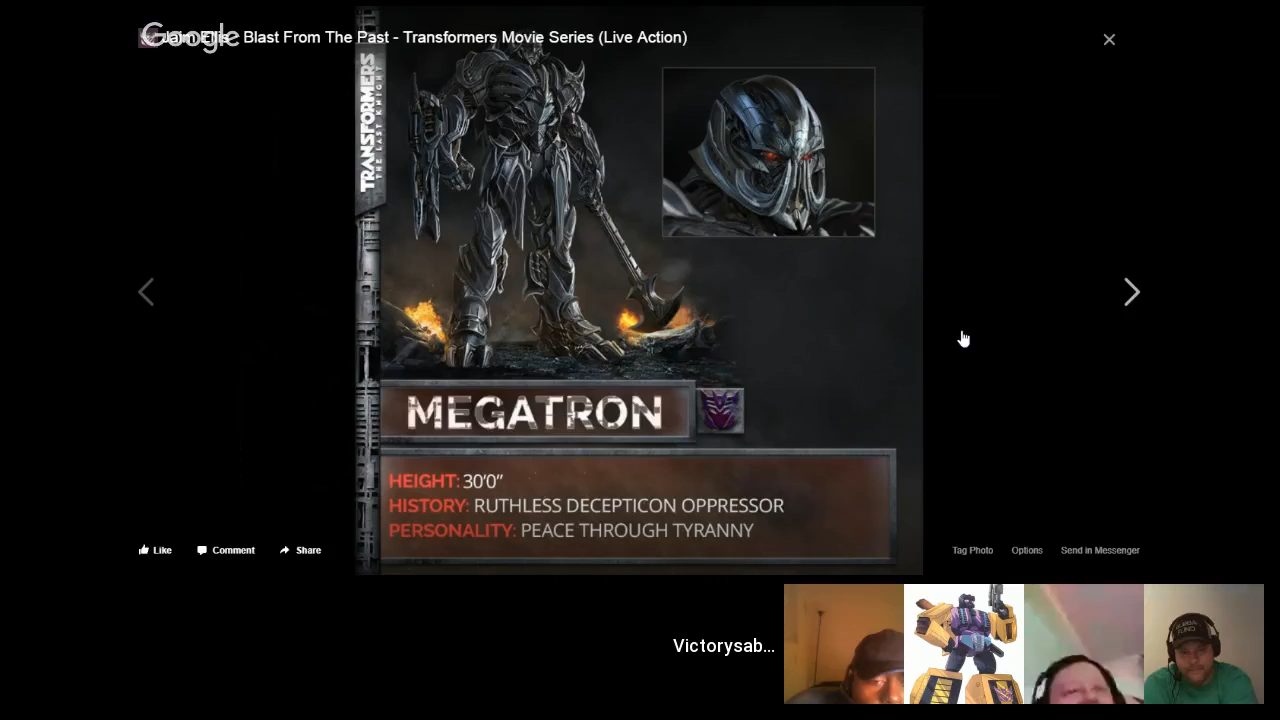 Google
Blast From The Past - Transformers Movie Series (Live Action)
TRANSFORMERS
THE LAST KNIGHT
MEGATRON
HEIGHT: 30'0"
HISTORY: RUTHLESS DECEPTICON OPPRESSOR
PERSONALITY: PEACE THROUGH TYRANNY
Like Comment Share
Tag Photo Options Send in Messenger
Victorysab...